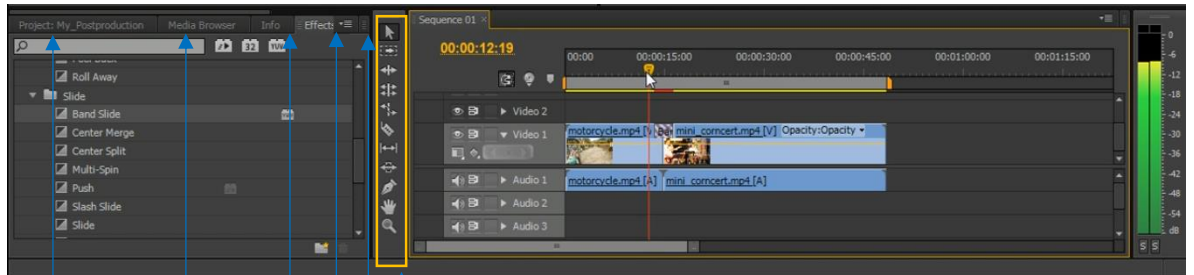 Project: My_Postproduction Media Browser Info Effects
32 YUV
Roll Away
Slide
Band Slide
Center Merge
Center Split
Multi-Spin
Push
Slash Slide
Slide
Sequence 01 ×
00:00:12:19
00:00 00:00:15:00 00:00:30:00 00:00:45:00 00:01:00:00 00:01:15:00
Video 2
Video 1
motorcycle.mp4 [V] mini_corncert.mp4 [V] Opacity:Opacity
Audio 1
motorcycle.mp4 [A] mini_corncert.mp4 [A]
Audio 2
Audio 3
0
-6
-12
-18
-24
-30
-36
-42
-48
-54
dB
S S